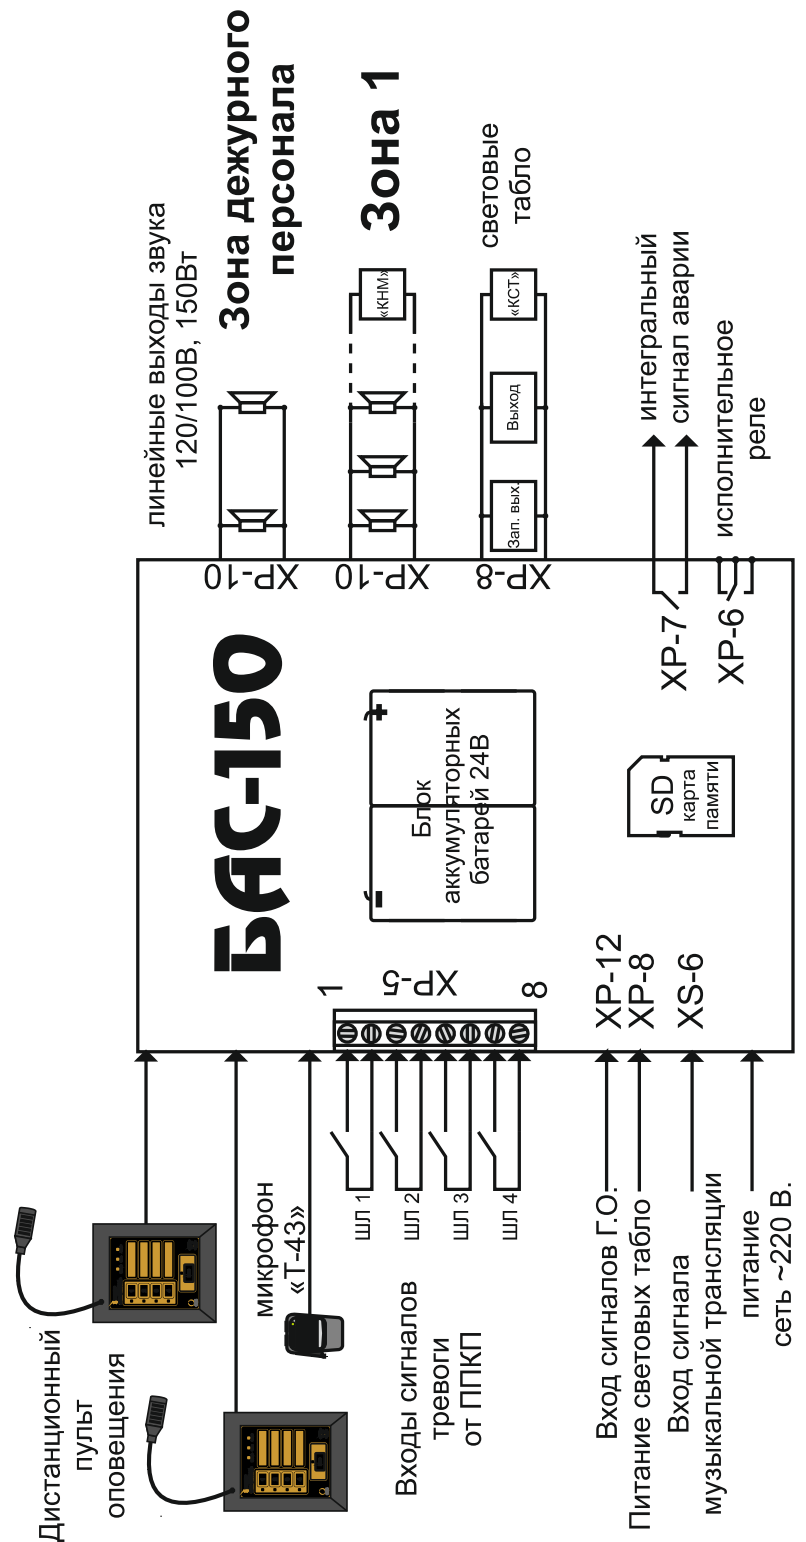 Дистанционный
пульт
оповещения
микрофон
«Т-43»
Входы сигналов
тревоги
от ППКП
ШЛ 1
ШЛ 2
ШЛ 3
ШЛ 4
Вход сигналов Г.О.
Питание световых табло
Вход сигнала
музыкальной трансляции
питание
сеть ~220 В.
БАС-150
1
XP-5
8
XP-12
XP-8
XS-6
Блок
аккумуляторных
батарей 24В
SD
карта
памяти
XP-10
XP-10
XP-8
XP-7
XP-6
линейные выходы звука
120/100В, 150Вт
Зона дежурного
персонала
«КНМ»
Зона 1
Зап. вых.
Выход
«КСТ»
световые
табло
интегральный
сигнал аварии
исполнительное
реле